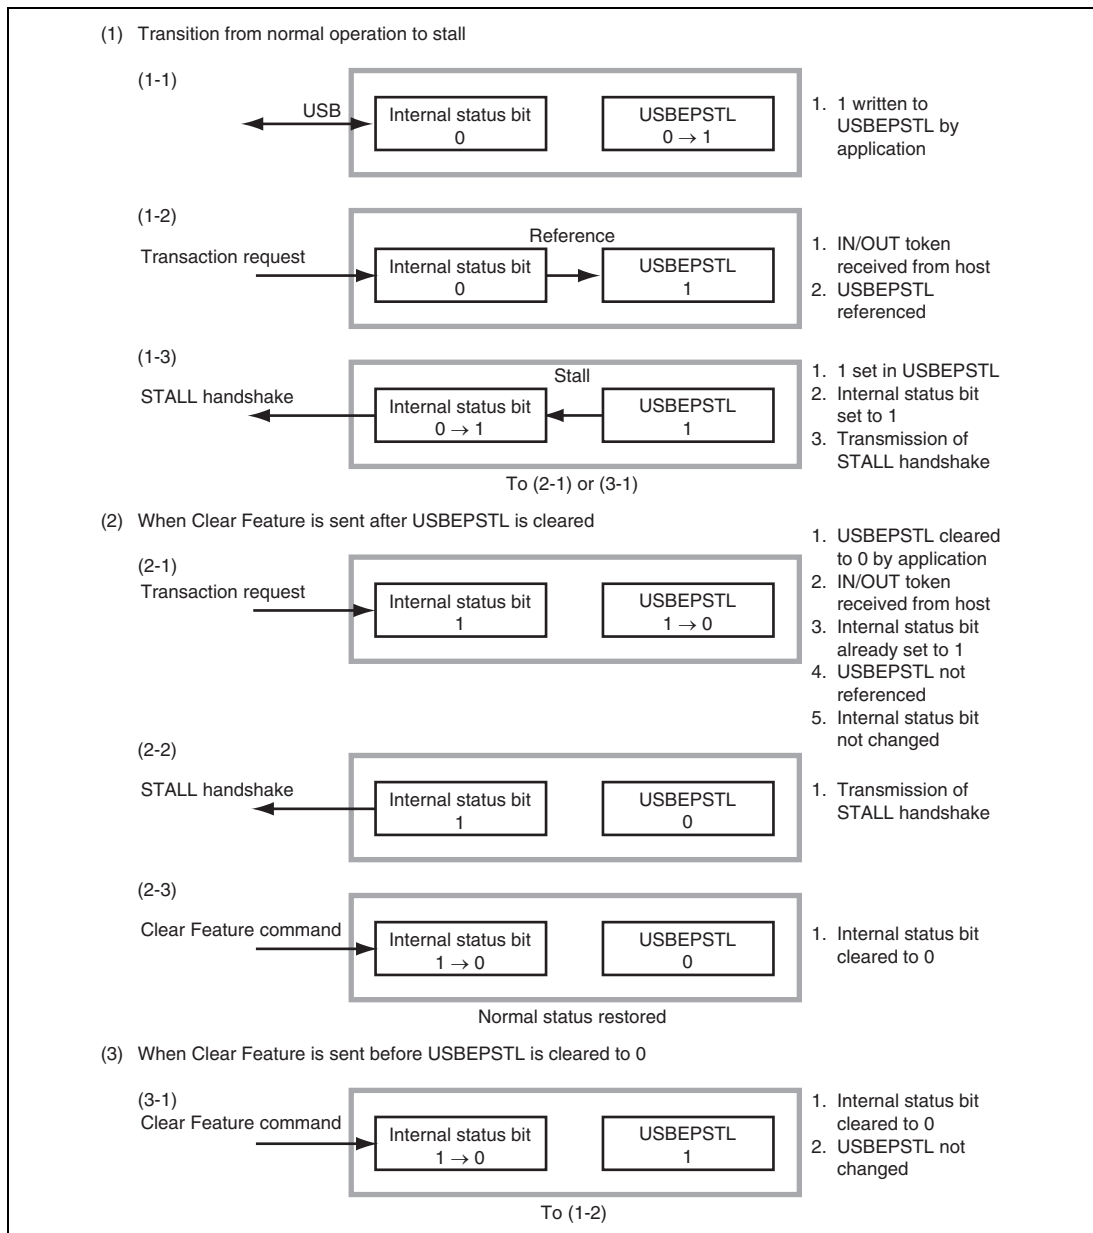 (1) Transition from normal operation to stall
(1-1)
USB
Internal status bit
0
USBEPSTL
0 → 1
1. 1 written to
USBEPSTL by
application
(1-2)
Transaction request
Reference
Internal status bit
0
USBEPSTL
1
1. IN/OUT token
received from host
2. USBEPSTL
referenced
(1-3)
STALL handshake
Stall
Internal status bit
0 → 1
USBEPSTL
1
1. 1 set in USBEPSTL
2. Internal status bit
set to 1
3. Transmission of
STALL handshake
To (2-1) or (3-1)
(2) When Clear Feature is sent after USBEPSTL is cleared
(2-1)
Transaction request
Internal status bit
1
USBEPSTL
1 → 0
1. USBEPSTL cleared
to 0 by application
2. IN/OUT token
received from host
3. Internal status bit
already set to 1
4. USBEPSTL not
referenced
5. Internal status bit
not changed
(2-2)
STALL handshake
Internal status bit
1
USBEPSTL
0
1. Transmission of
STALL handshake
(2-3)
Clear Feature command
Internal status bit
1 → 0
USBEPSTL
0
1. Internal status bit
cleared to 0
Normal status restored
(3) When Clear Feature is sent before USBEPSTL is cleared to 0
(3-1)
Clear Feature command
Internal status bit
1 → 0
USBEPSTL
1
1. Internal status bit
cleared to 0
2. USBEPSTL not
changed
To (1-2)